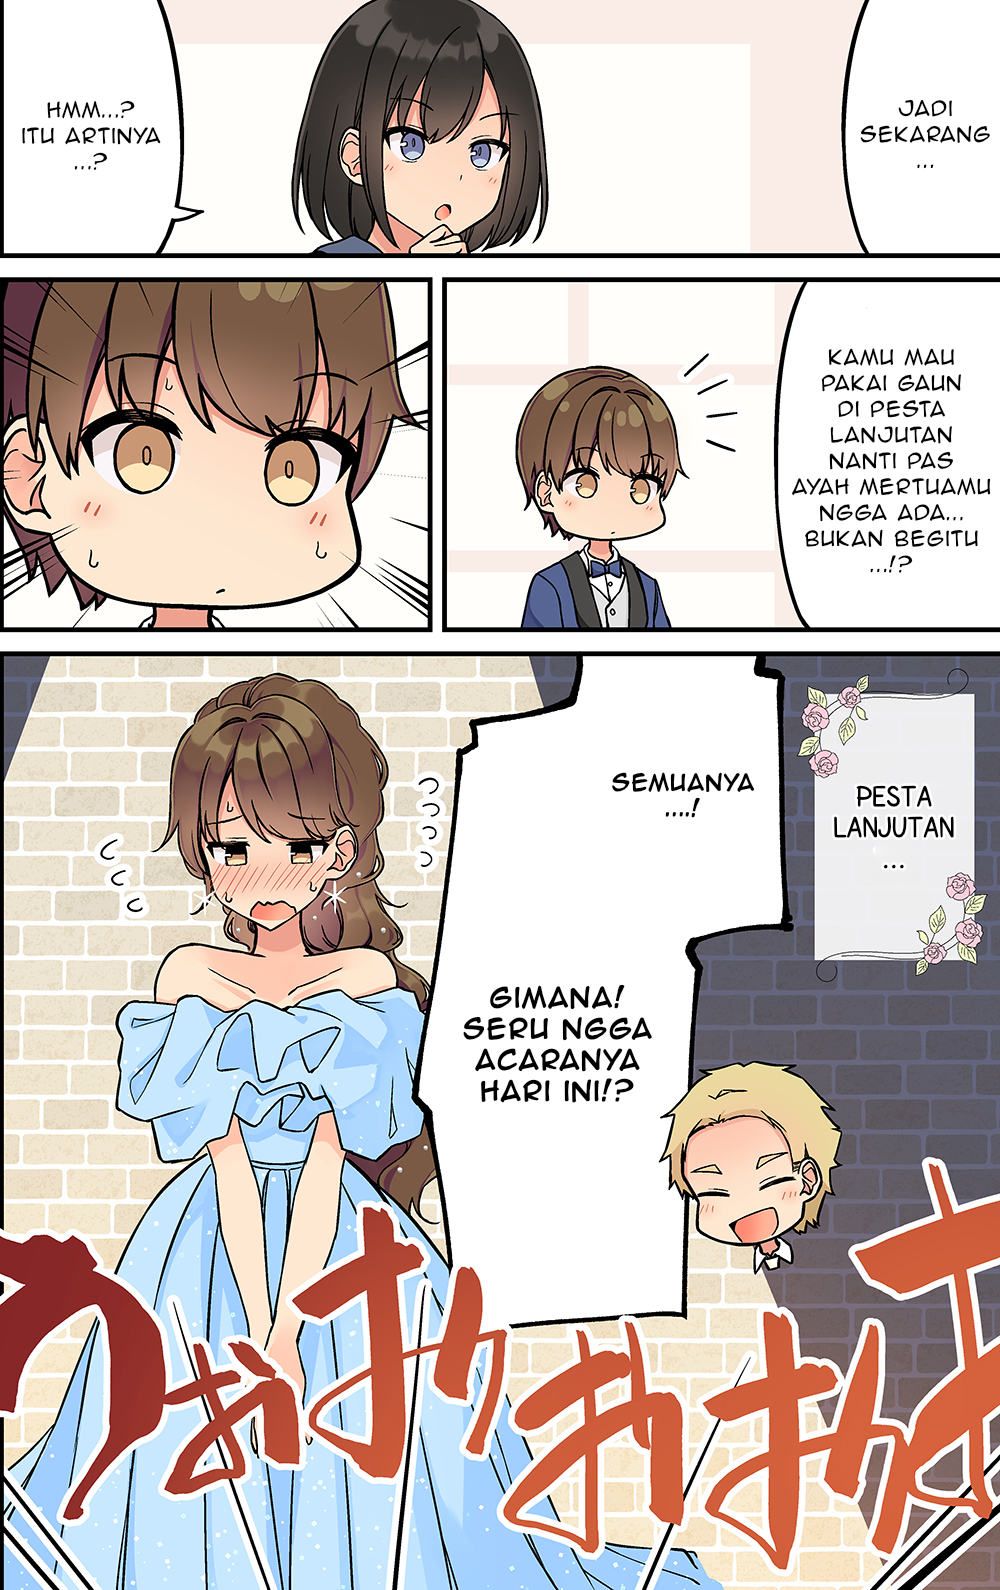 JADI
SEKARANG
...
HMM...?
ITU ARTINYA
...?
KAMU MAU
PAKAI GAUN
DI PESTA
LANJUTAN
NANTI PAS
AYAH MERTUAMU
NGGA ADA...
BUKAN BEGITU
...!?
PESTA
LANJUTAN
...
SEMUANYA
....!
GIMANA!
SERU NGGA
ACARANYA
HARI INI!?